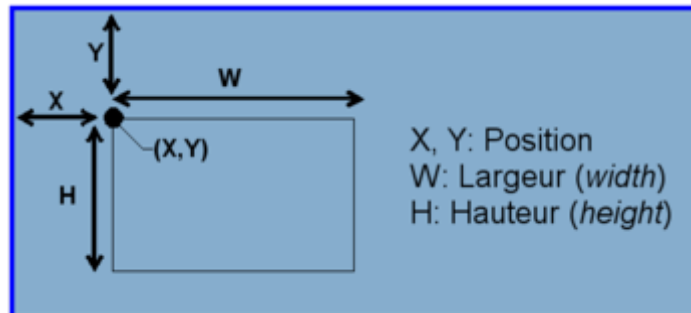 Y
W
X
(X,Y)
H
X, Y: Position
W: Largeur (width)
H: Hauteur (height)